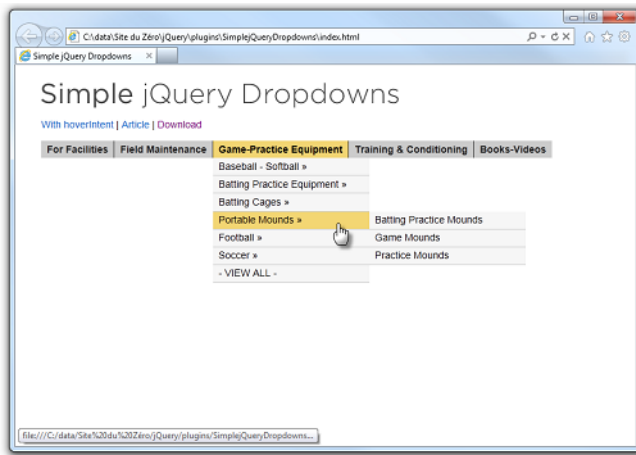 C:\data\Site du Zéro\jQuery\plugins\SimplejQueryDropdowns\index.html
Simple jQuery Dropdowns
Simple jQuery Dropdowns
With hoverIntent | Article | Download
For Facilities Field Maintenance Game-Practice Equipment Training & Conditioning Books-Videos
Baseball - Softball »
Batting Practice Equipment »
Batting Cages »
Portable Mounds » Batting Practice Mounds
Football » Game Mounds
Soccer » Practice Mounds
- VIEW ALL -
file:///C:/data/Site%20du%20Zéro/jQuery/plugins/SimplejQueryDropdowns...